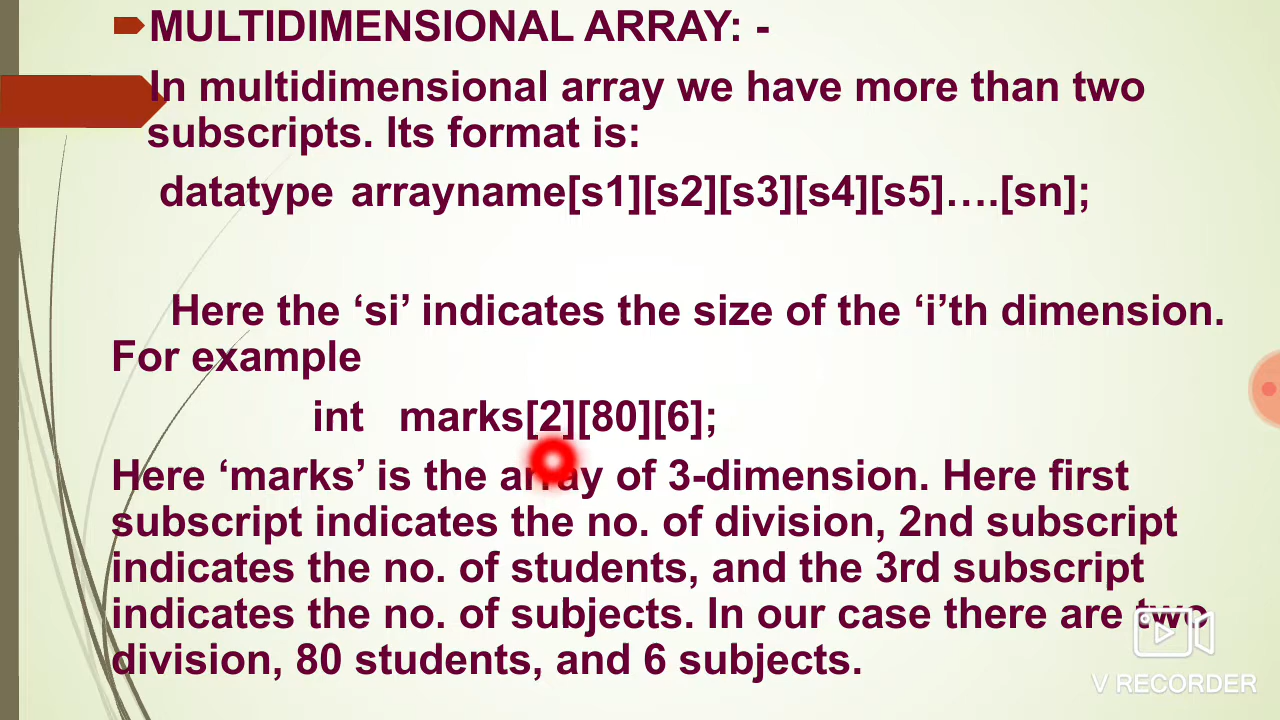 MULTIDIMENSIONAL ARRAY: -
In multidimensional array we have more than two
subscripts. Its format is:
datatype arrayname[s1][s2][s3][s4][s5]….[sn];
Here the ‘si’ indicates the size of the ‘i’th dimension.
For example
int marks[2][80][6];
Here ‘marks’ is the array of 3-dimension. Here first
subscript indicates the no. of division, 2nd subscript
indicates the no. of students, and the 3rd subscript
indicates the no. of subjects. In our case there are two
division, 80 students, and 6 subjects.
V RECORDER